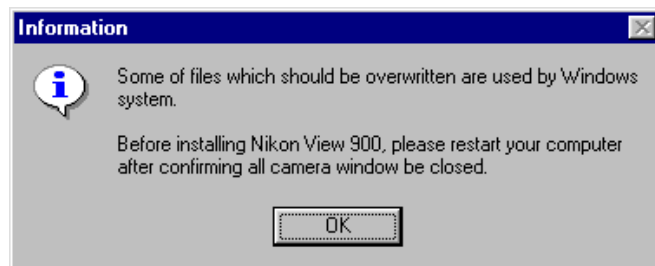 Information
Some of files which should be overwritten are used by Windows
system.
Before installing Nikon View 900, please restart your computer
after confirming all camera window be closed.
OK